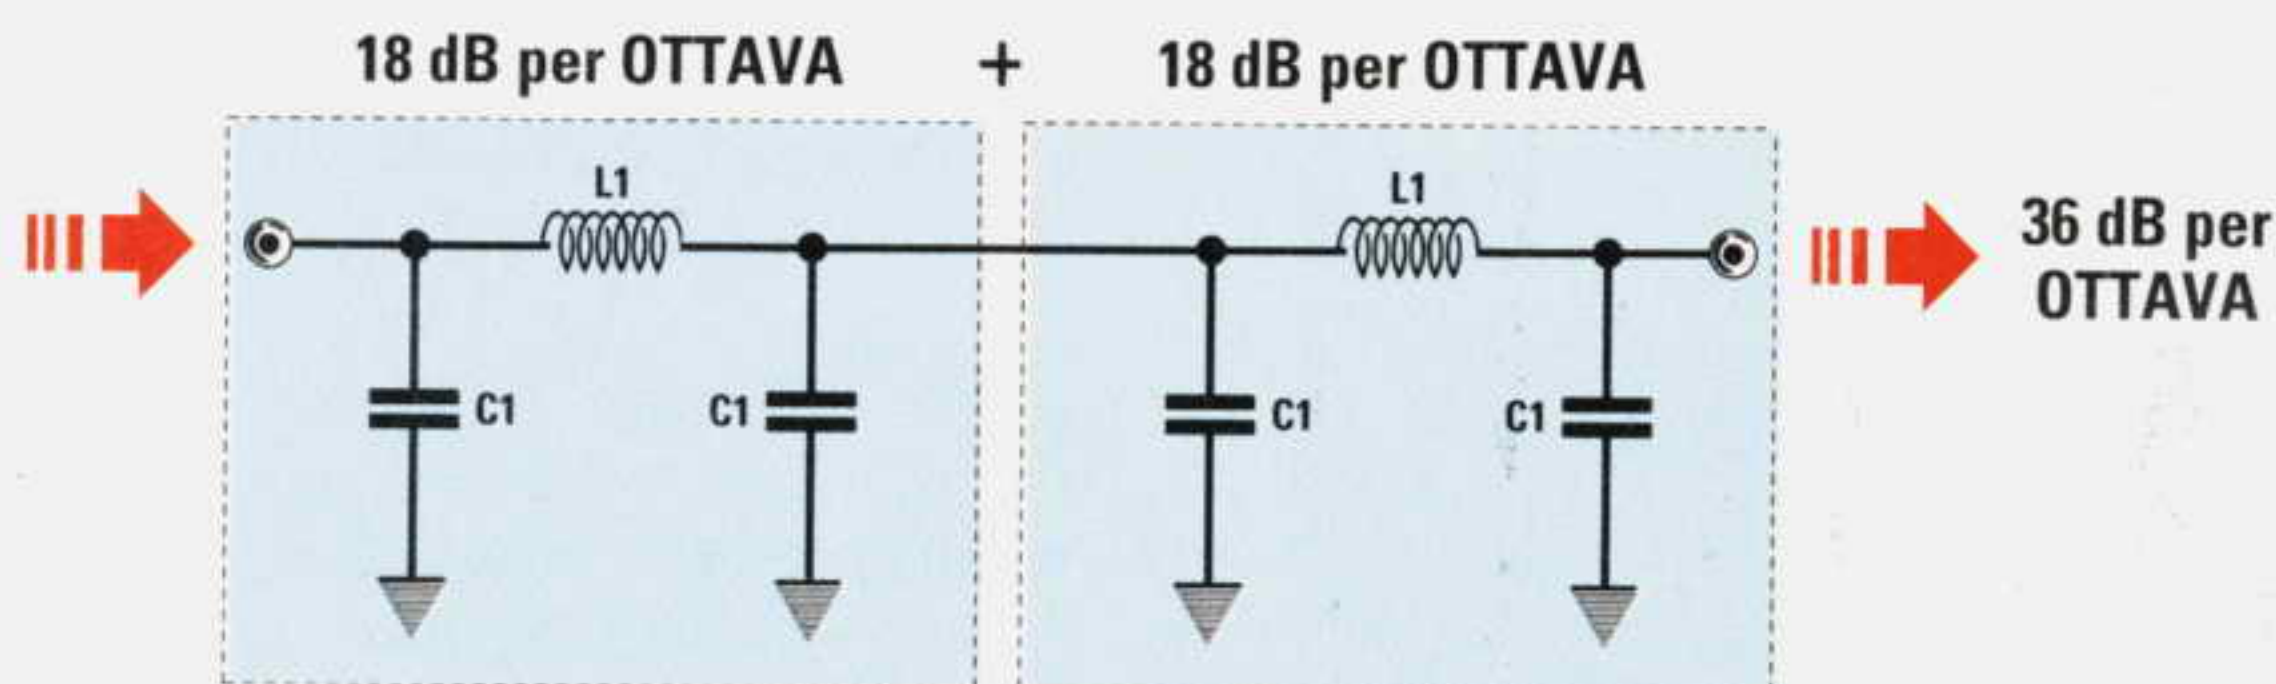 18 dB per OTTAVA + 18 dB per OTTAVA
L1
L1
36 dB per
OTTAVA
C1
C1
C1
C1